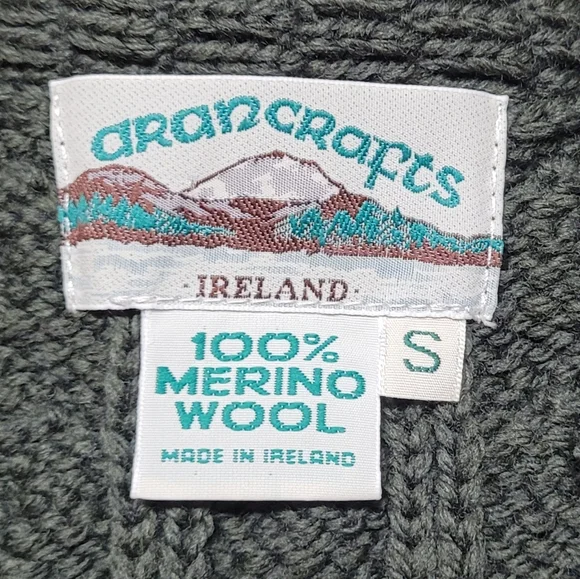 arancrafts
· IRELAND ·
100%
MERINO
WOOL
MADE IN IRELAND
S